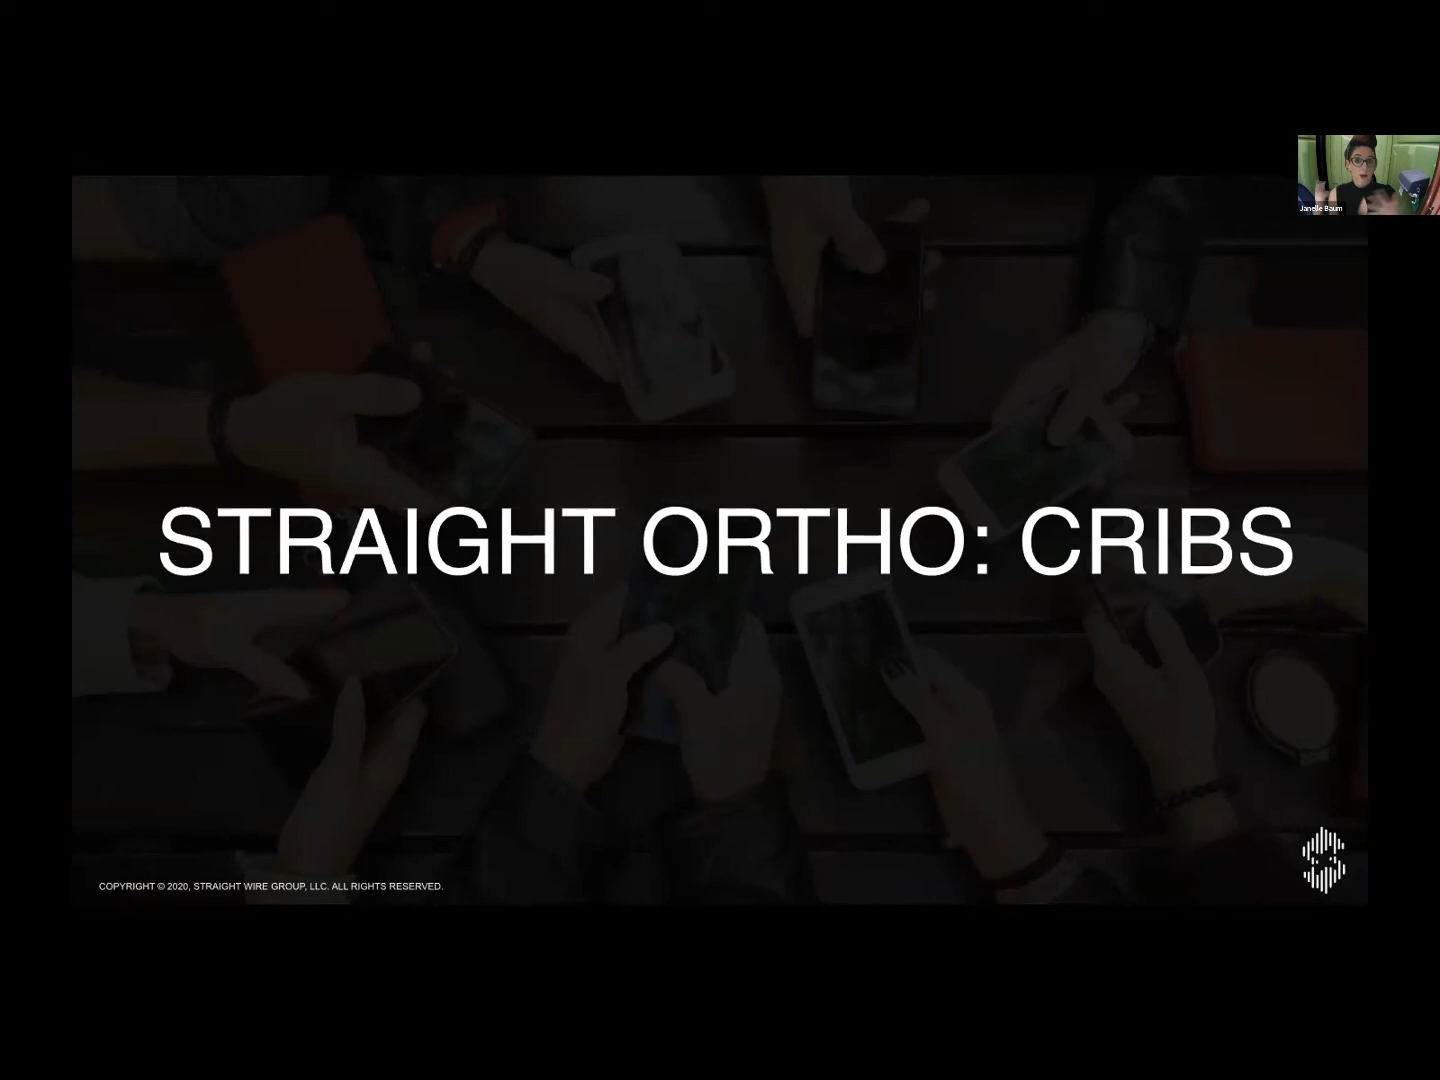 Janelle Baum
STRAIGHT ORTHO: CRIBS
COPYRIGHT © 2020, STRAIGHT WIRE GROUP, LLC. ALL RIGHTS RESERVED.